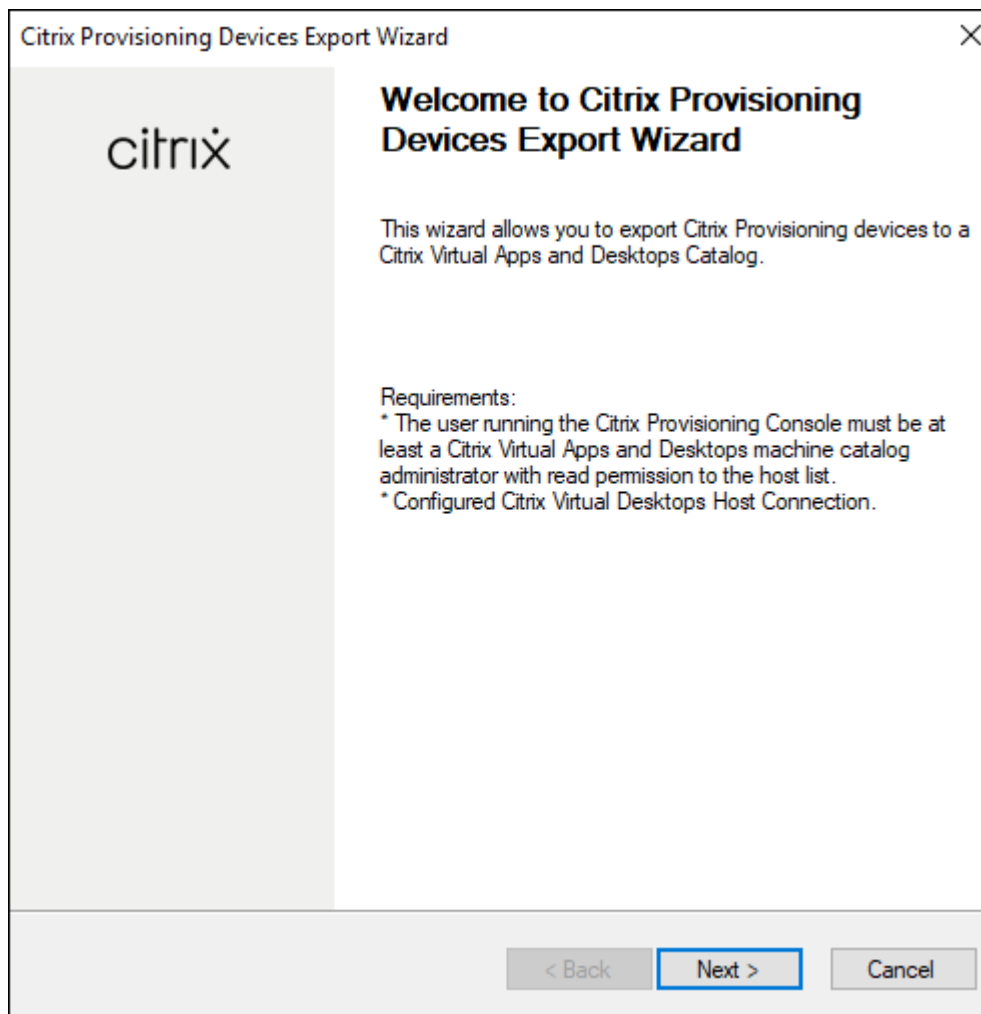 Citrix Provisioning Devices Export Wizard
citrix
Welcome to Citrix Provisioning
Devices Export Wizard
This wizard allows you to export Citrix Provisioning devices to a
Citrix Virtual Apps and Desktops Catalog.
Requirements:
* The user running the Citrix Provisioning Console must be at
least a Citrix Virtual Apps and Desktops machine catalog
administrator with read permission to the host list.
* Configured Citrix Virtual Desktops Host Connection.
< Back
Next >
Cancel